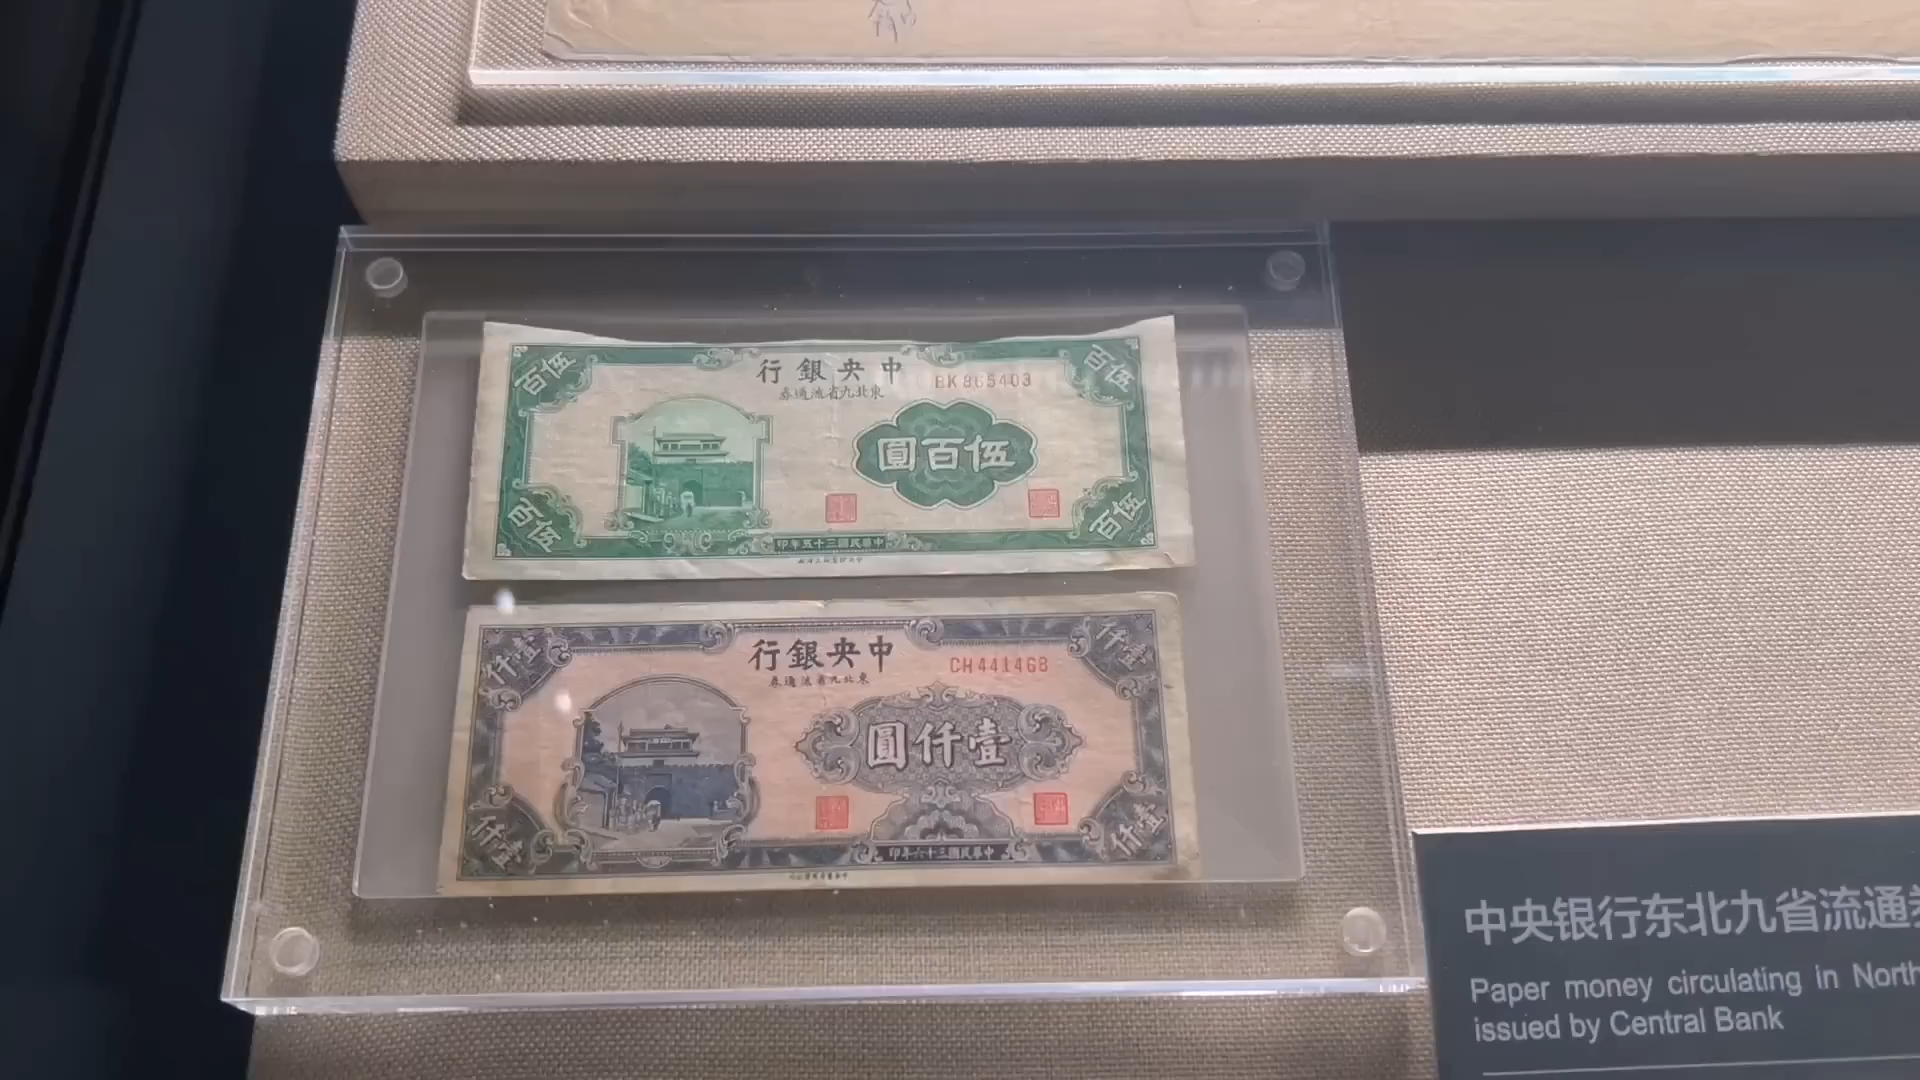 行銀央中
券通流省九北東
BK865403
百伍
百伍
圓百伍
百伍
百伍
印年五十三國民華中
行銀央中
券通流省九北東
CH441468
仟壹
仟壹
圓仟壹
仟壹
仟壹
印年六十三國民華中
中央银行东北九省流通
Paper money circulating in North
issued by Central Bank